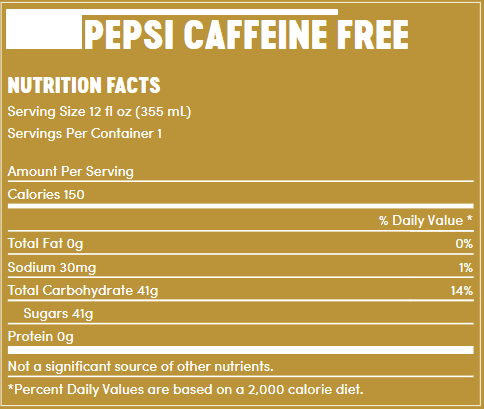 PEPSI CAFFEINE FREE
NUTRITION FACTS
Serving Size 12 fl oz (355 mL)
Servings Per Container 1
Amount Per Serving
Calories 150
% Daily Value *
Total Fat 0g 0%
Sodium 30mg 1%
Total Carbohydrate 41g 14%
Sugars 41g
Protein 0g
Not a significant source of other nutrients.
*Percent Daily Values are based on a 2,000 calorie diet.